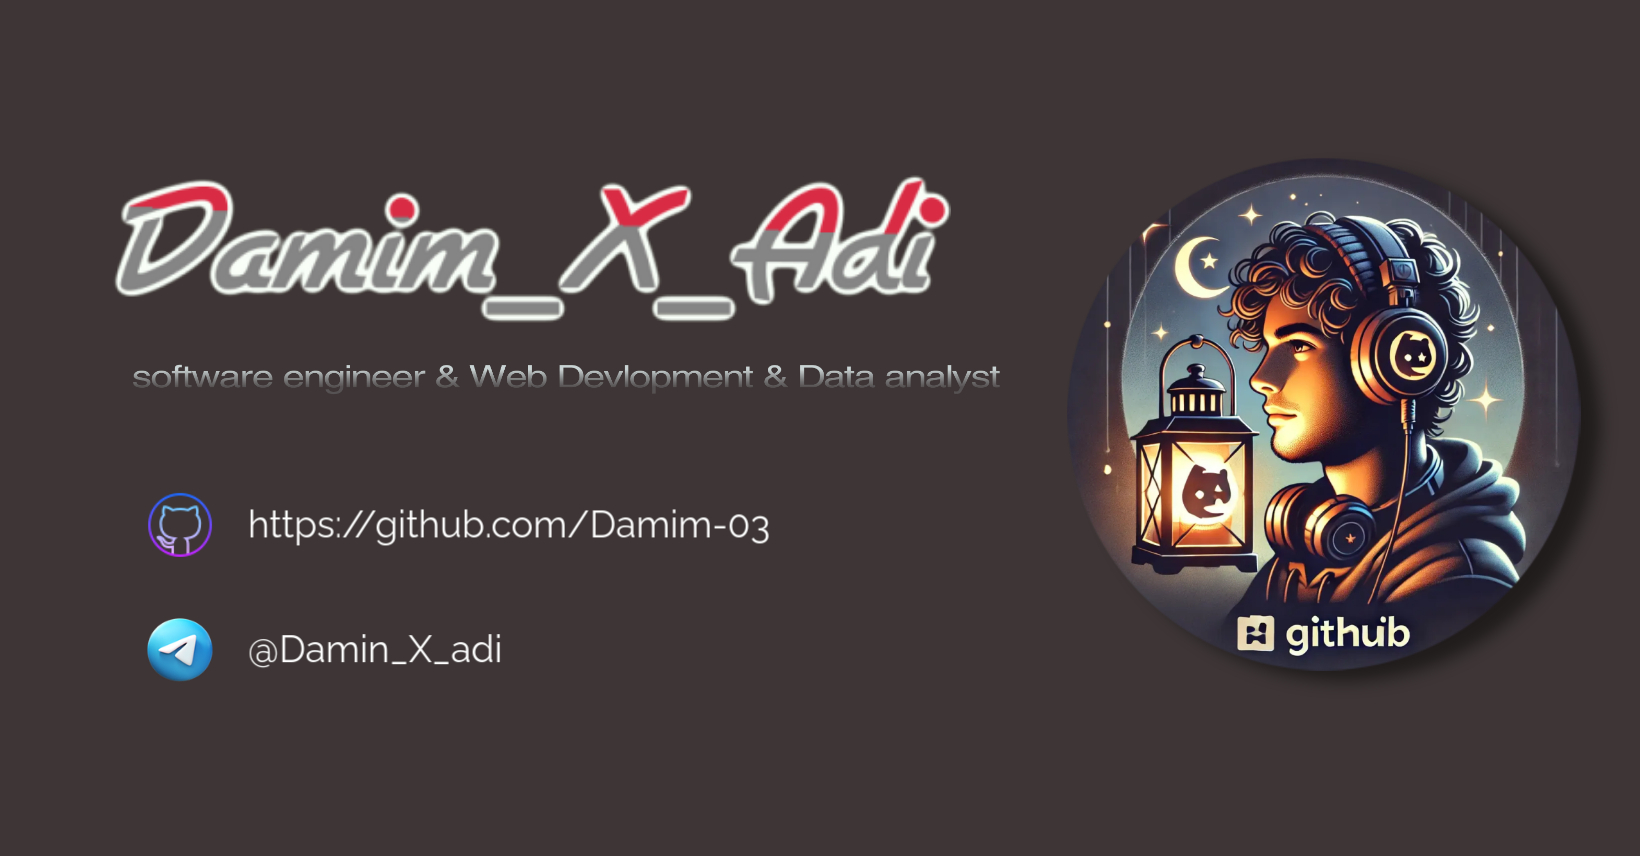 Damim_X_Adi
software engineer & Web Devlopment & Data analyst
https://github.com/Damim-03
@Damin_X_adi
github